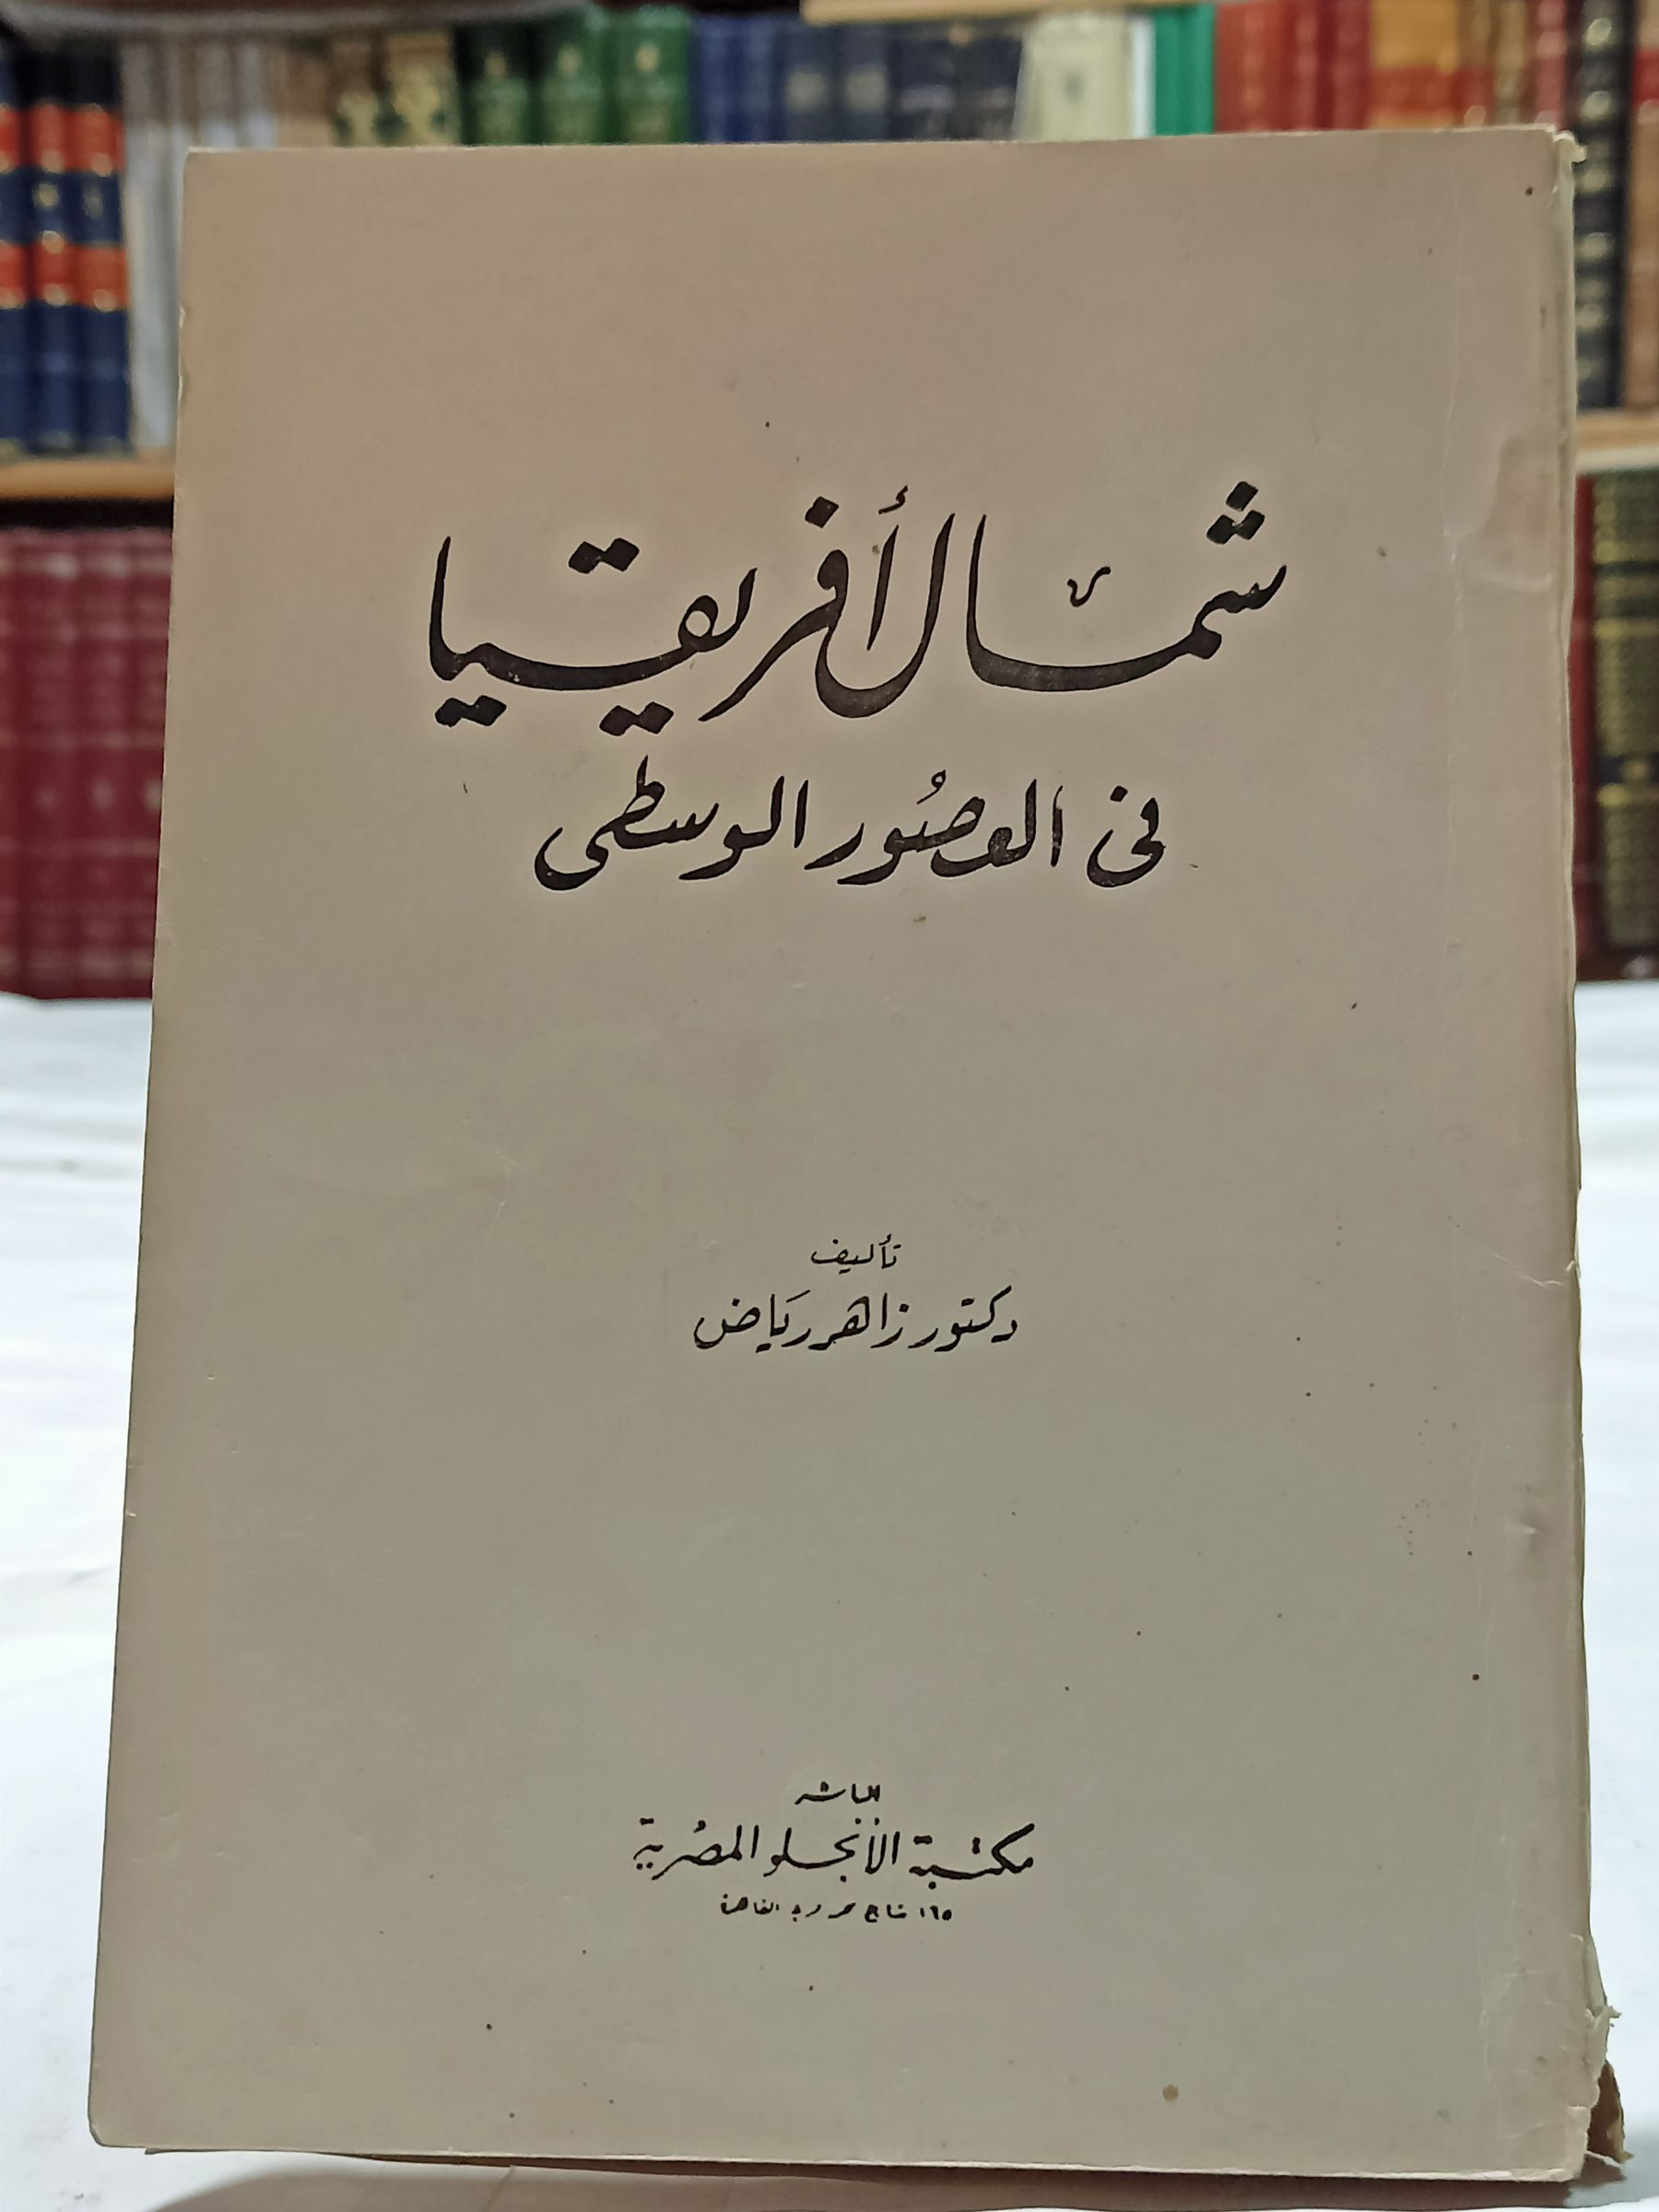 شمال أفريقيا
فى العصور الوسطى
تأليف
دكتور زاهر رياض
الناشر
مكتبة الأنجلو المصرية
١٦٥ شارع محمد فريد القاهرة